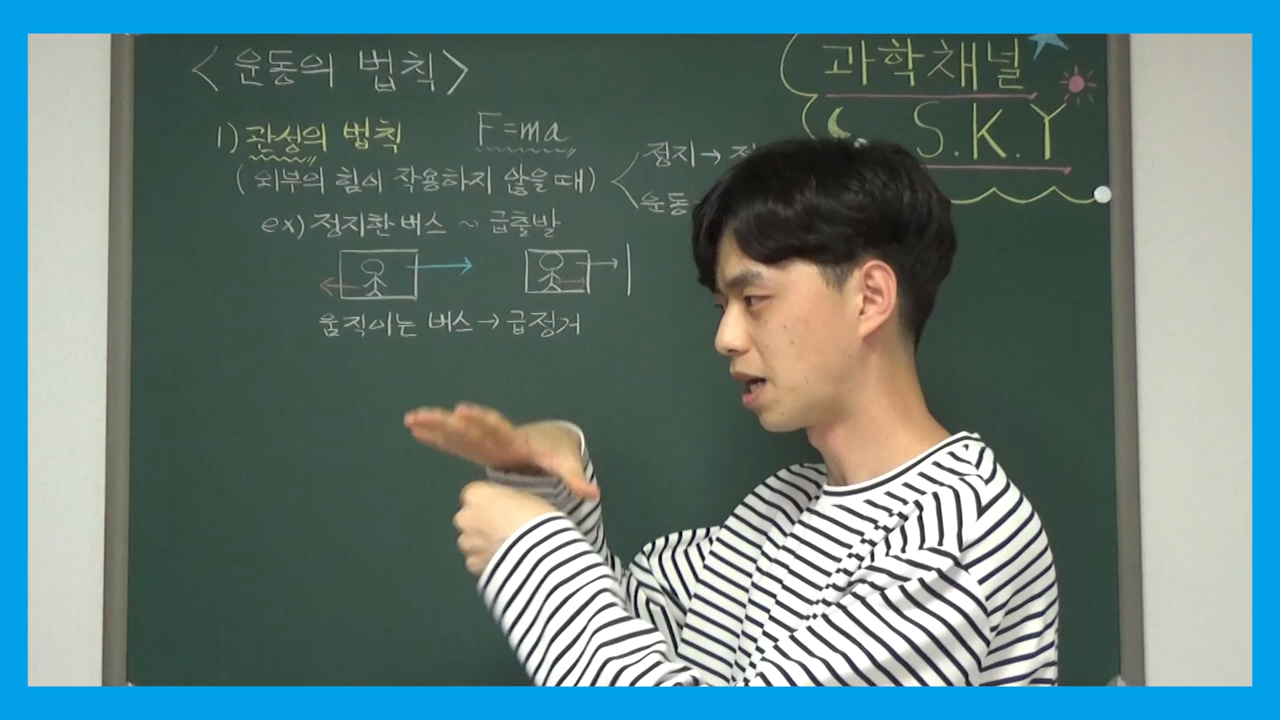 <운동의 법칙>
1) 관성의 법칙
F=ma
(외부의 힘이 작용하지 않을 때)
정지→
운동
ex) 정지한 버스 ~ 급출발
움직이는 버스→급정거
과학채널
S.K.Y